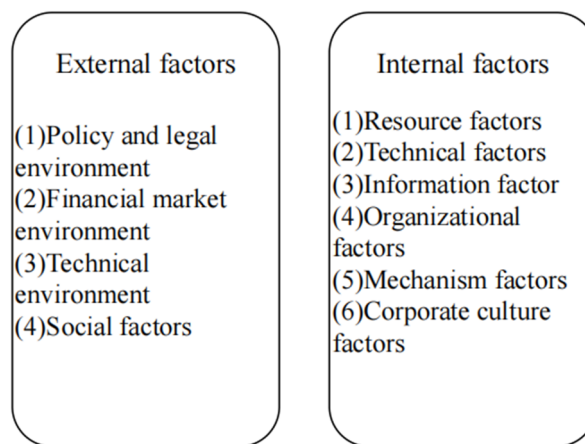 External factors
(1)Policy and legal
environment
(2)Financial market
environment
(3)Technical
environment
(4)Social factors
Internal factors
(1)Resource factors
(2)Technical factors
(3)Information factor
(4)Organizational
factors
(5)Mechanism factors
(6)Corporate culture
factors